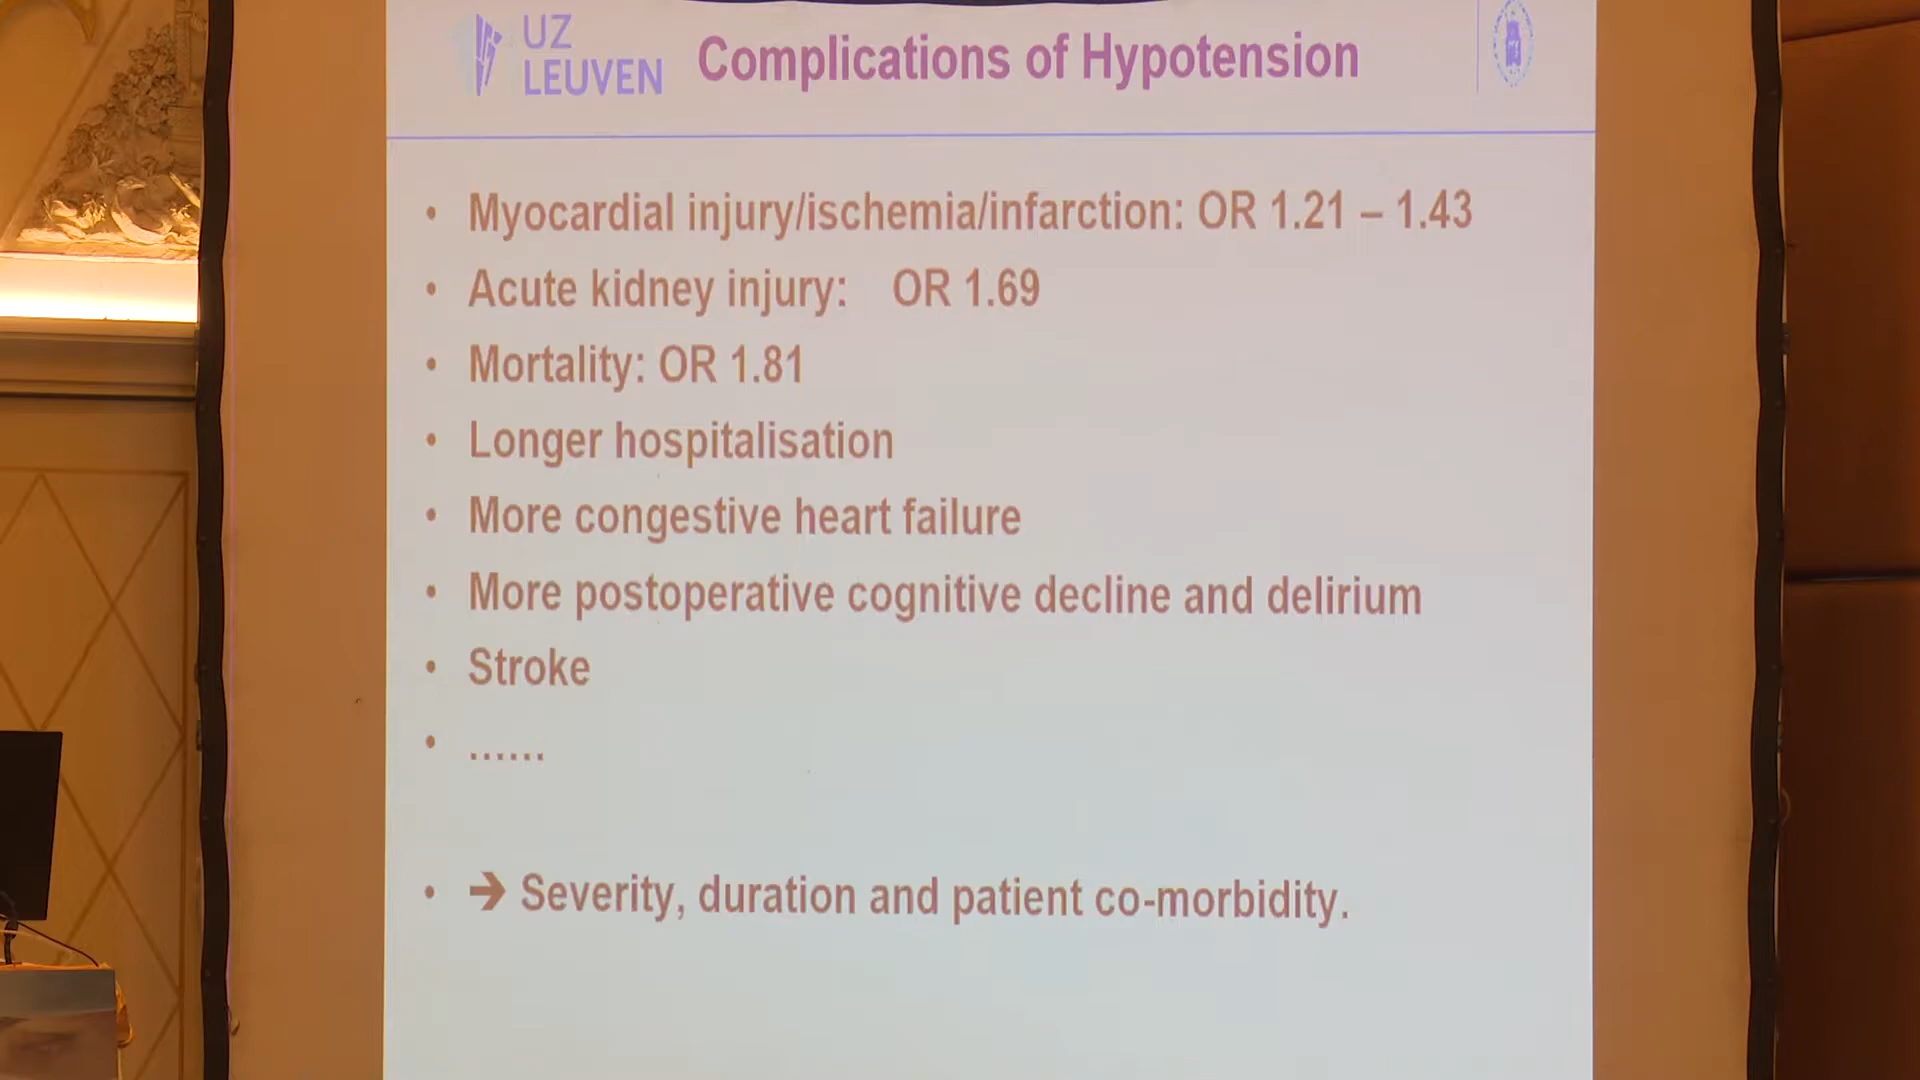 UZ
LEUVEN
Complications of Hypotension
• Myocardial injury/ischemia/infarction: OR 1.21 – 1.43
• Acute kidney injury: OR 1.69
• Mortality: OR 1.81
• Longer hospitalisation
• More congestive heart failure
• More postoperative cognitive decline and delirium
• Stroke
• ......
• ➔ Severity, duration and patient co-morbidity.